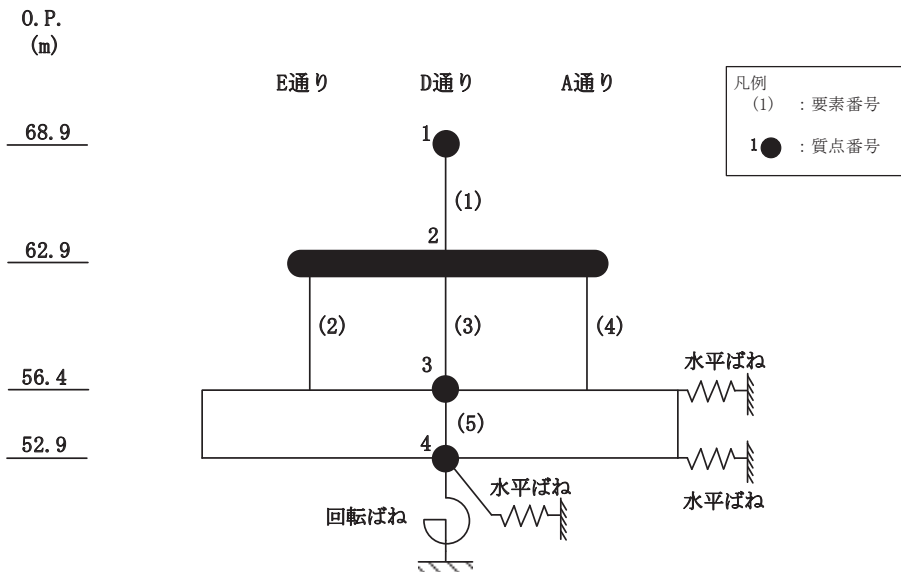 O.P.
(m)
E通り D通り A通り
凡例
(1) :要素番号
1 :質点番号
68.9
1
(1)
2
62.9
(2) (3) (4)
3
水平ばね
56.4
(5)
4
52.9
水平ばね
水平ばね
回転ばね